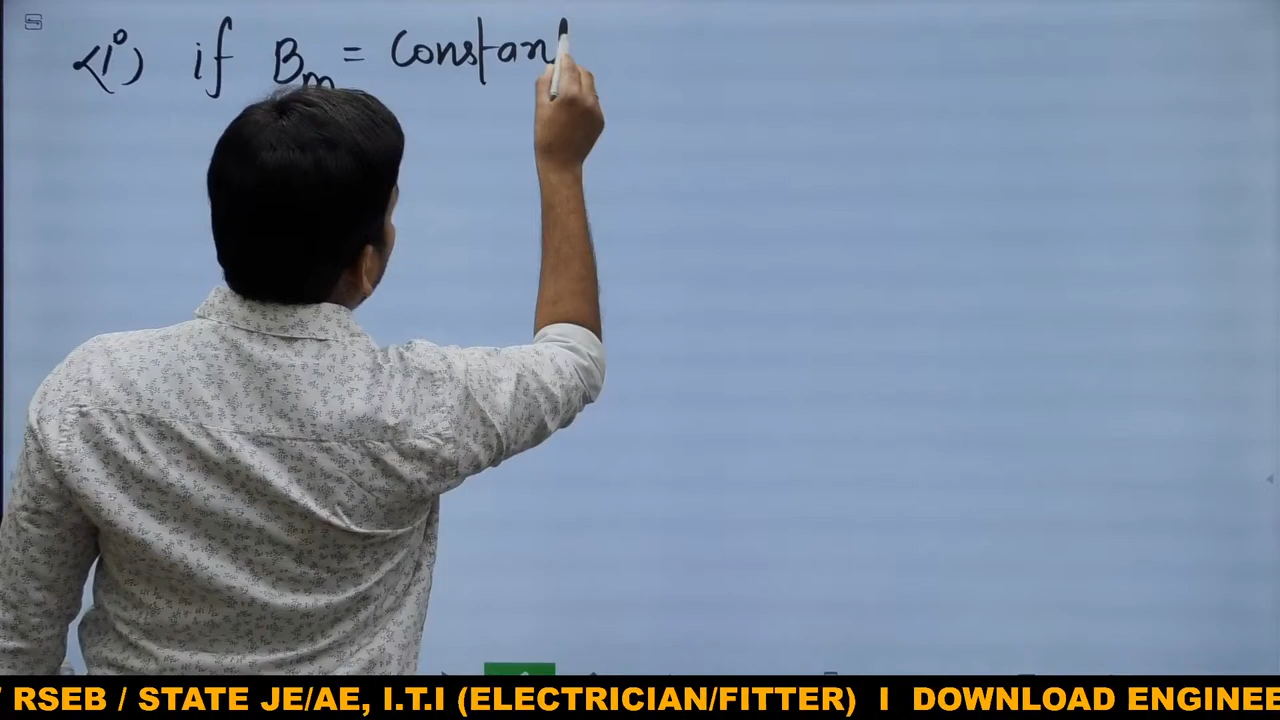 (i) if Bm = Constan
/ RSEB / STATE JE/AE, I.T.I (ELECTRICIAN/FITTER) I DOWNLOAD ENGINEE